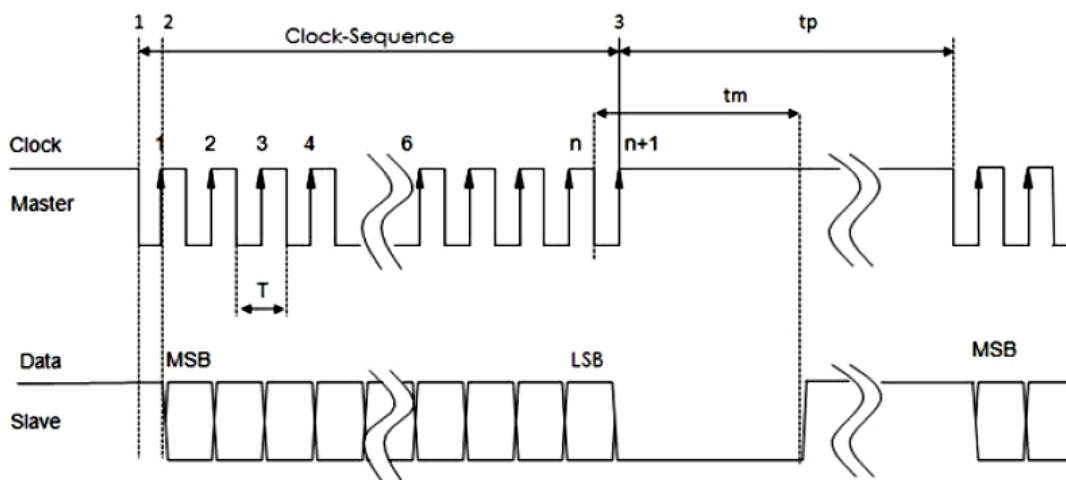 1 2 3 tp
Clock-Sequence
tm
Clock 1 2 3 4 6 n n+1
Master
T
Data MSB LSB MSB
Slave